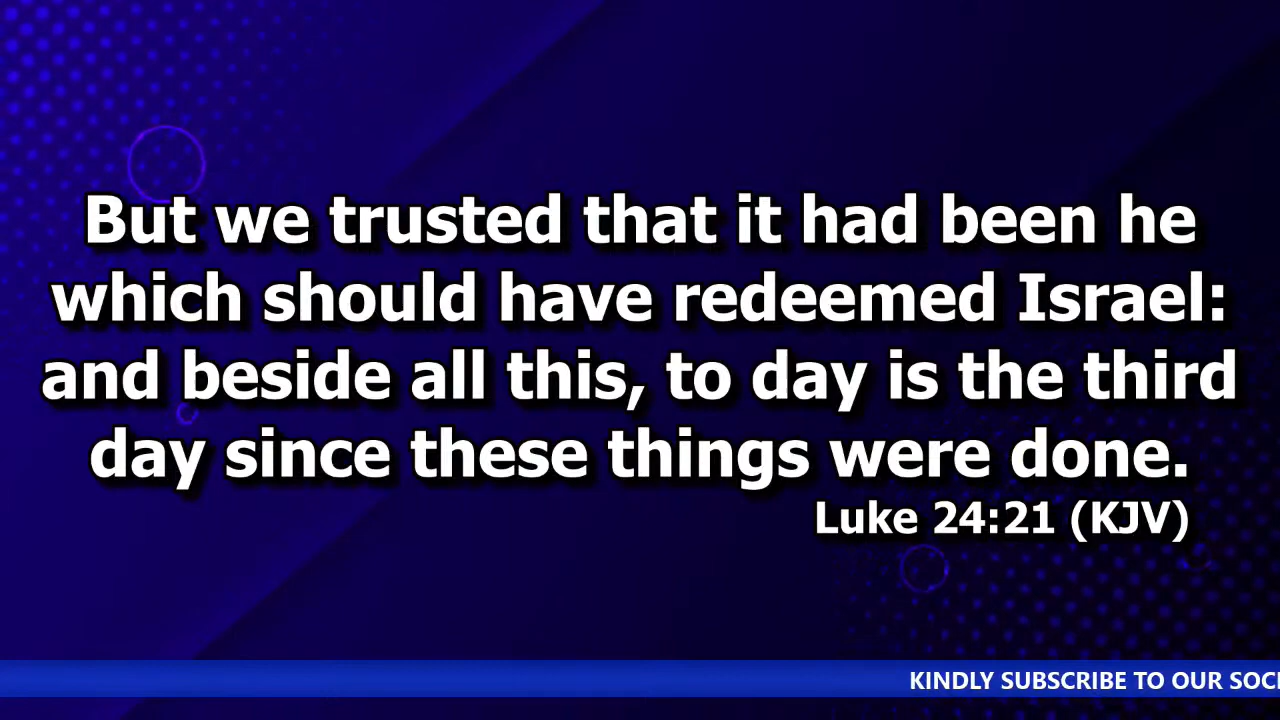 But we trusted that it had been he
which should have redeemed Israel:
and beside all this, to day is the third
day since these things were done.
Luke 24:21 (KJV)
KINDLY SUBSCRIBE TO OUR